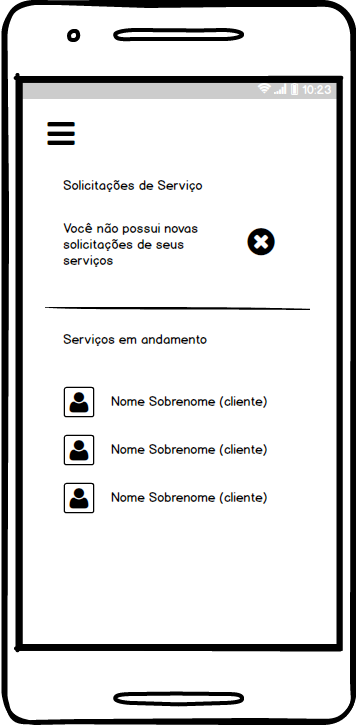 10:23
Solicitações de Serviço
Você não possui novas
solicitações de seus
serviços
Serviços em andamento
Nome Sobrenome (cliente)
Nome Sobrenome (cliente)
Nome Sobrenome (cliente)